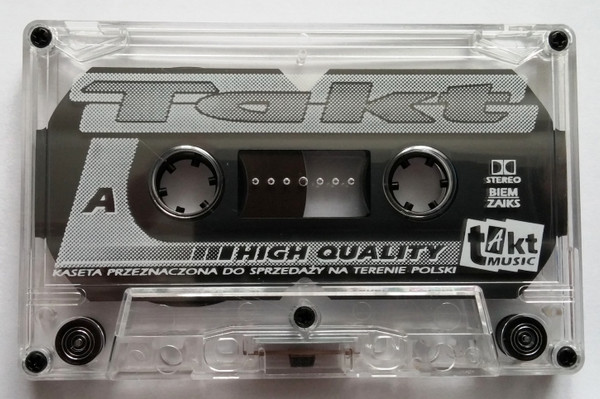 Takt
A
STEREO
BIEM
ZAIKS
HIGH QUALITY
takt
MUSIC
KASETA PRZEZNACZONA DO SPRZEDAŻY NA TERENIE POLSKI